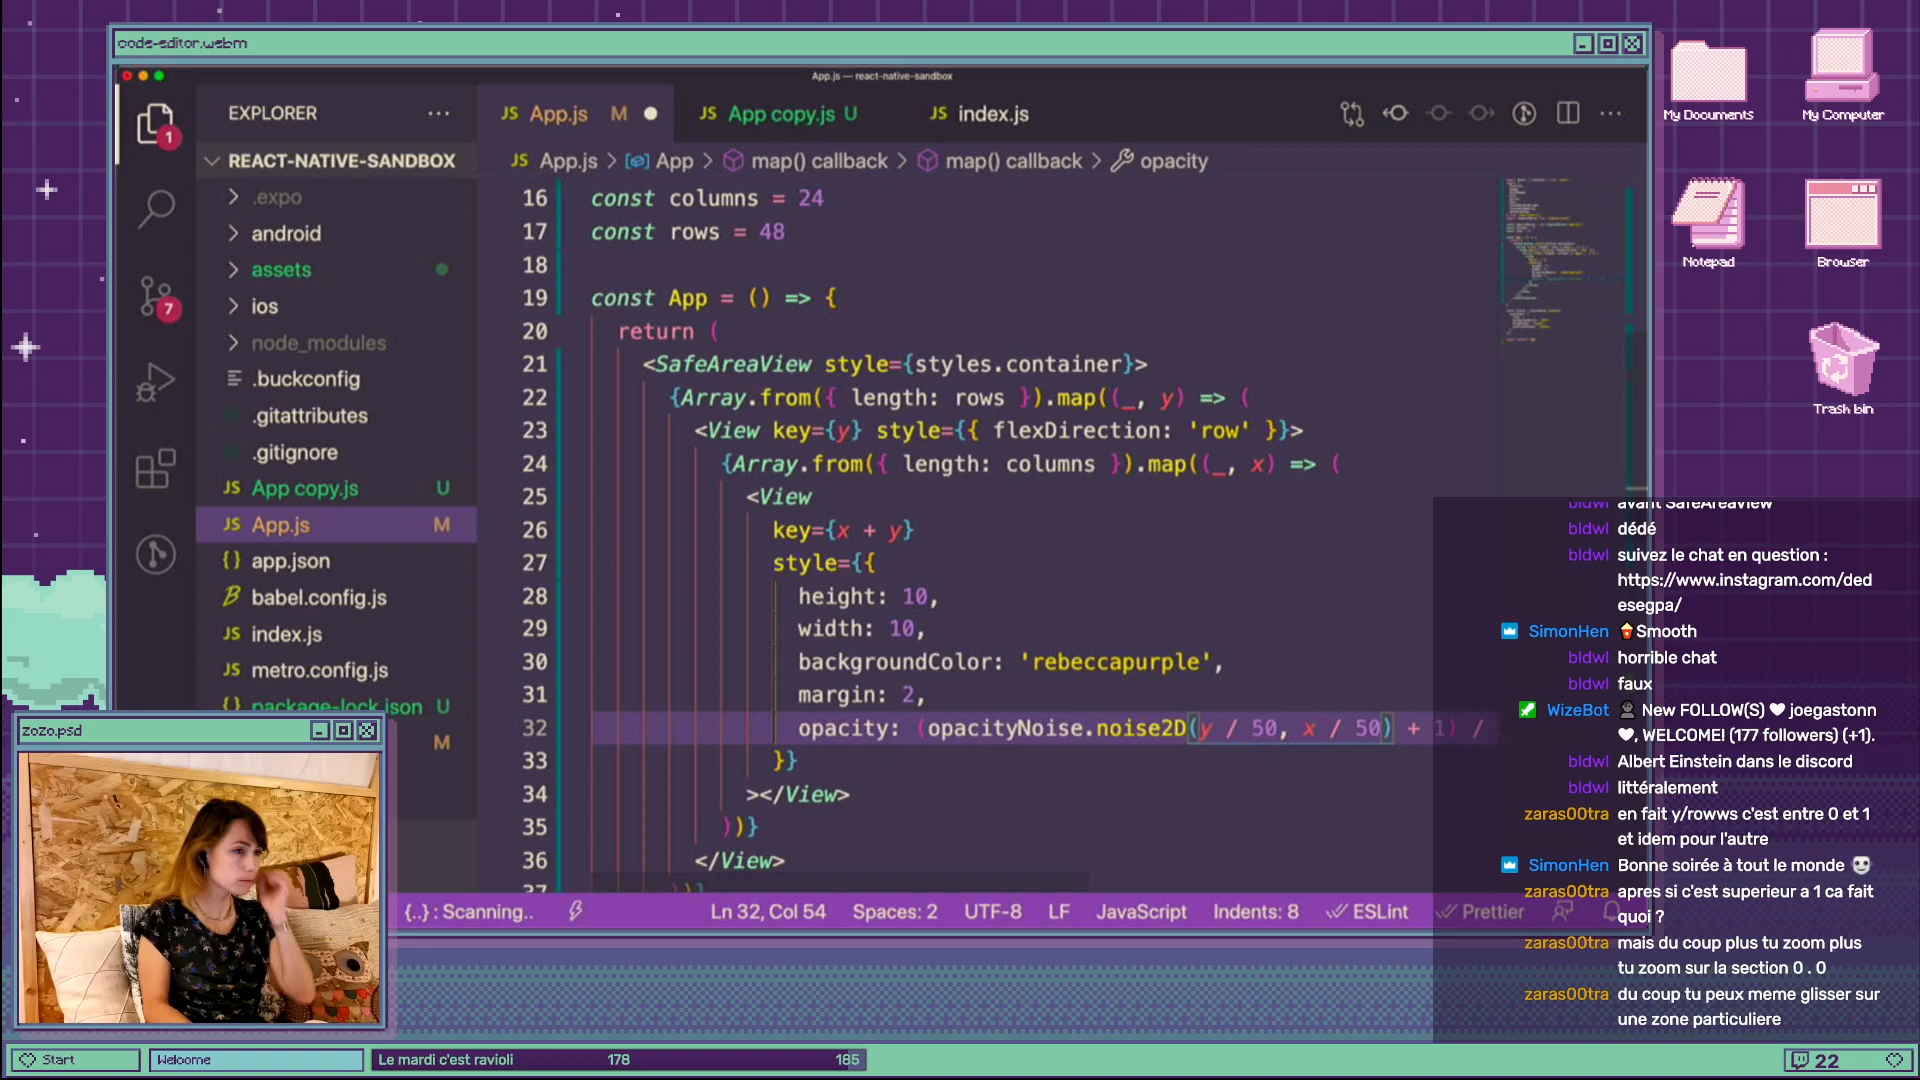 code-editor.webm
App.js — react-native-sandbox
My Documents
My Computer
Notepad
Browser
Trash bin
1
7
EXPLORER
REACT-NATIVE-SANDBOX
.expo
android
assets
ios
node_modules
.buckconfig
.gitattributes
.gitignore
JS App copy.js U
JS App.js M
{} app.json
babel.config.js
JS index.js
metro.config.js
{} package-lock.json U
M
JS App.js M
JS App copy.js U
JS index.js
JS App.js > App > map() callback > map() callback > opacity
16 const columns = 24
17 const rows = 48
18
19 const App = () => {
20 return (
21 <SafeAreaView style={styles.container}>
22 {Array.from({ length: rows }).map((_, y) => (
23 <View key={y} style={{ flexDirection: 'row' }}>
24 {Array.from({ length: columns }).map((_, x) => (
25 <View
26 key={x + y}
27 style={{
28 height: 10,
29 width: 10,
30 backgroundColor: 'rebeccapurple',
31 margin: 2,
32 opacity: (opacityNoise.noise2D(y / 50, x / 50) + 1) /
33 }}
34 ></View>
35 ))}
36 </View>
37 ))}
{..} : Scanning.. Ln 32, Col 54 Spaces: 2 UTF-8 LF JavaScript Indents: 8 ESLint Prettier
bldwl avant SafeAreaView
bldwl dédé
bldwl suivez le chat en question :
https://www.instagram.com/ded
esegpa/
SimonHen Smooth
bldwl horrible chat
bldwl faux
WizeBot New FOLLOW(S) ♥ joegastonn
♥, WELCOME! (177 followers) (+1).
bldwl Albert Einstein dans le discord
bldwl littéralement
zaras00tra en fait y/rowws c'est entre 0 et 1
et idem pour l'autre
SimonHen Bonne soirée à tout le monde
zaras00tra apres si c'est superieur a 1 ca fait
quoi ?
zaras00tra mais du coup plus tu zoom plus
tu zoom sur la section 0 . 0
zaras00tra du coup tu peux meme glisser sur
une zone particuliere
zozo.psd
Start
Welcome
Le mardi c'est ravioli 178 185
22